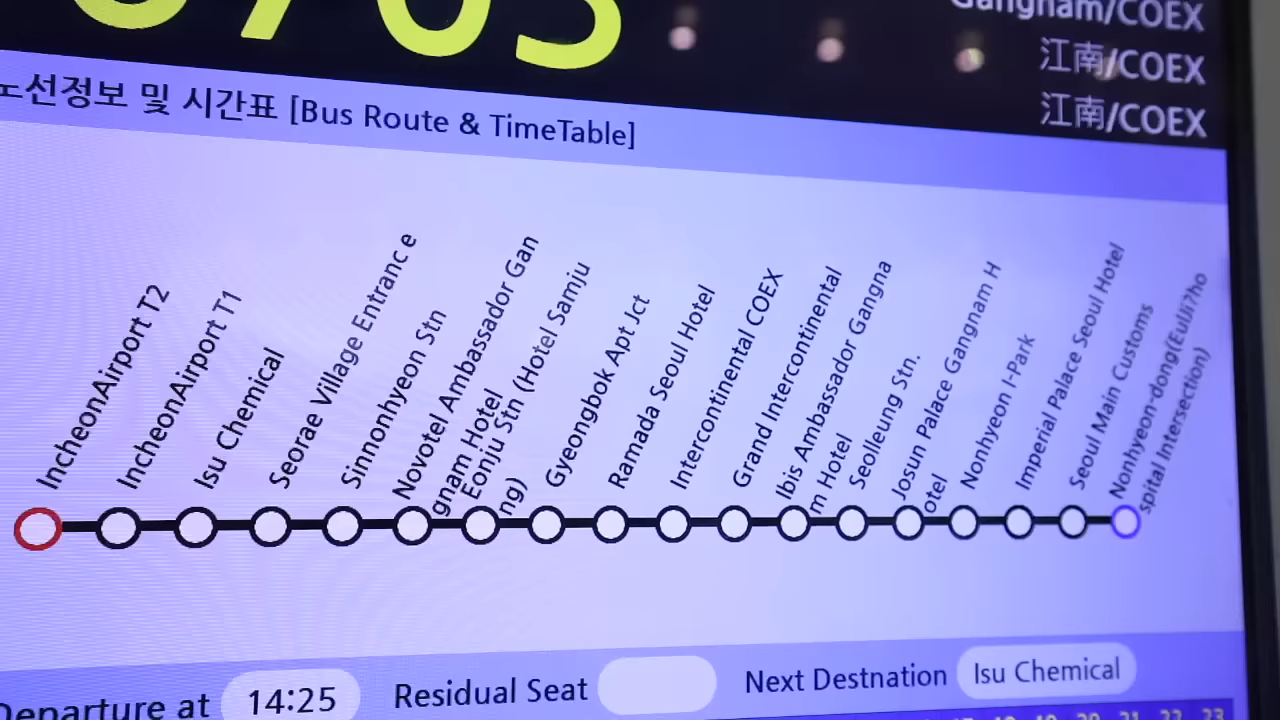 Gangnam/COEX
江南/COEX
江南/COEX
노선정보 및 시간표 [Bus Route & TimeTable]
IncheonAirport T2
IncheonAirport T1
Isu Chemical
Seorae Village Entranc e
Sinnonhyeon Stn
Novotel Ambassador Gan
gnam Hotel
Eonju Stn (Hotel Samju
ng)
Gyeongbok Apt Jct
Ramada Seoul Hotel
Intercontinental COEX
Grand Intercontinental
Ibis Ambassador Gangna
m Hotel
Seolleung Stn.
Josun Palace Gangnam H
otel
Nonhyeon I-Park
Imperial Palace Seoul Hotel
Seoul Main Customs
Nonhyeon-dong(EulJi?ho
spital Intersection)
Departure at 14:25 Residual Seat Next Destnation Isu Chemical
20 21 22 23